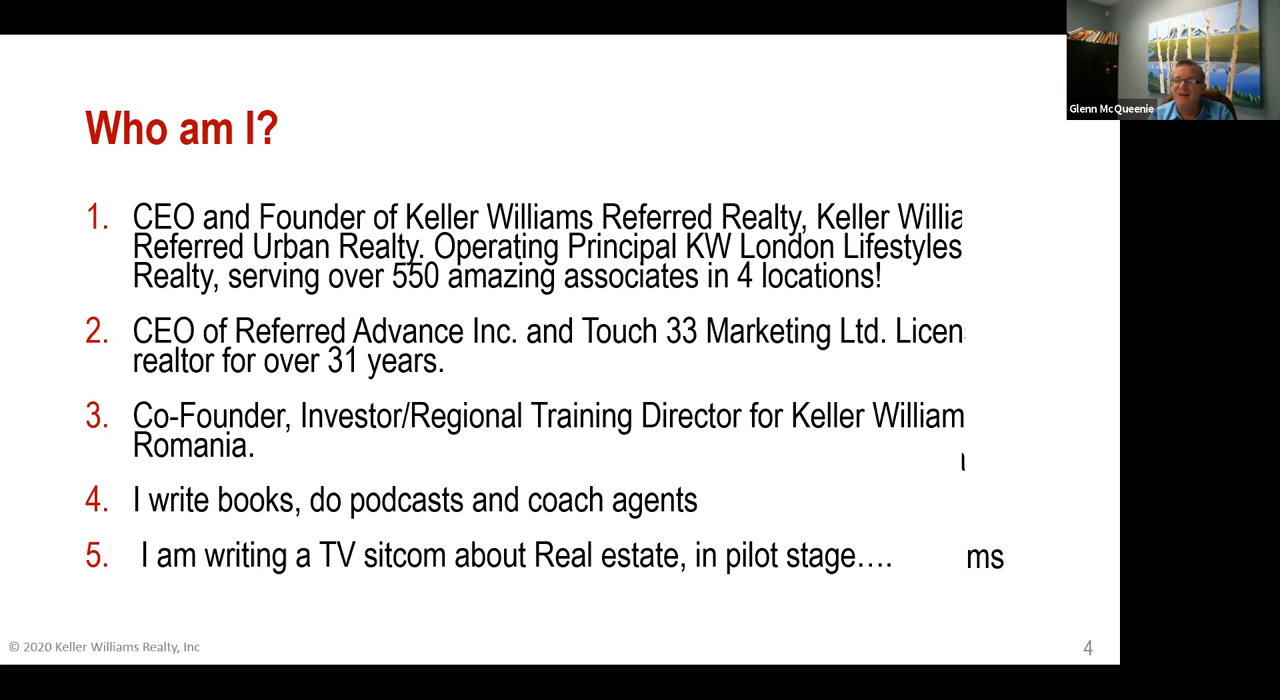 Glenn McQueenie
Who am I?
1. CEO and Founder of Keller Williams Referred Realty, Keller Willia
Referred Urban Realty. Operating Principal KW London Lifestyles
Realty, serving over 550 amazing associates in 4 locations!
2. CEO of Referred Advance Inc. and Touch 33 Marketing Ltd. Licen
realtor for over 31 years.
3. Co-Founder, Investor/Regional Training Director for Keller William
Romania.
4. I write books, do podcasts and coach agents
5. I am writing a TV sitcom about Real estate, in pilot stage…. ms
© 2020 Keller Williams Realty, Inc
4